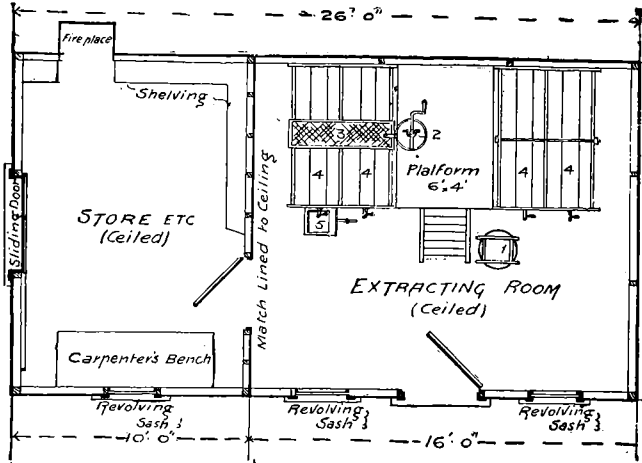 26' 0"
Fireplace
Shelving
3
2
4
4
4
4
Platform
6' x 4'
5
1
Sliding Door
STORE ETC
(Ceiled)
Match Lined to Ceiling
EXTRACTING ROOM
(Ceiled)
Carpenter's Bench
Revolving
Sash
Revolving
Sash
Revolving
Sash
10' 0"
16' 0"